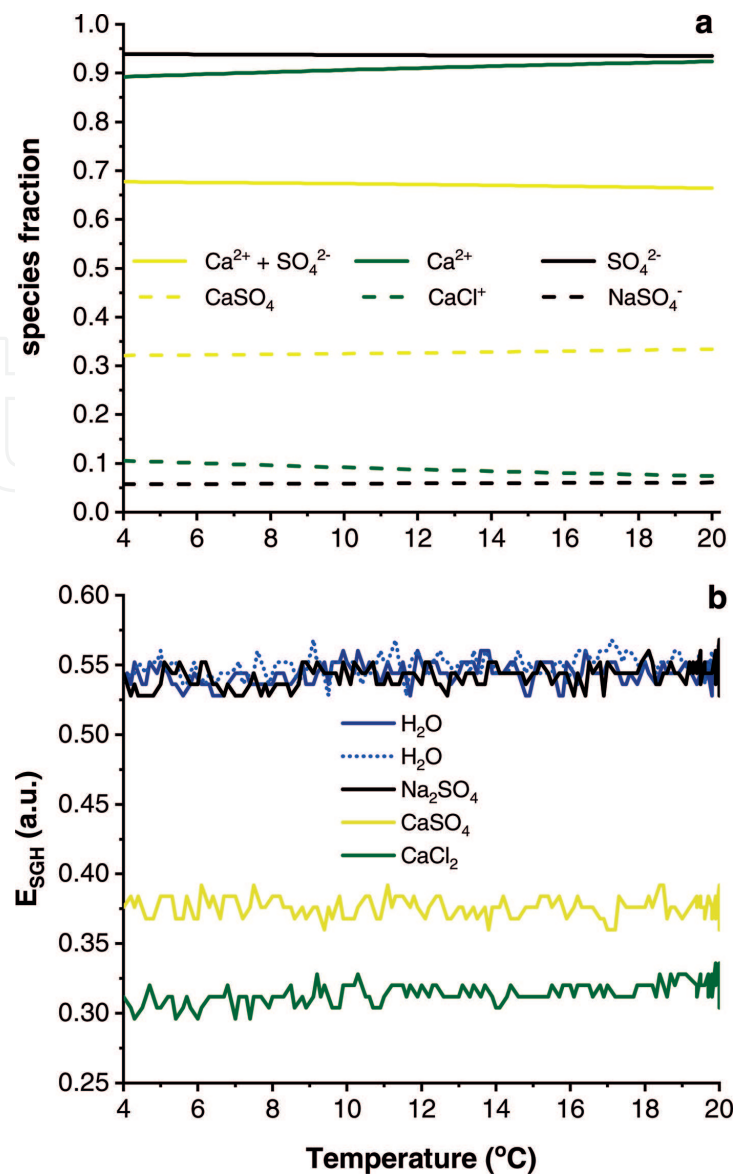 a
1.0
0.9
0.8
0.7
0.6
0.5
0.4
0.3
0.2
0.1
0.0
species fraction
Ca²⁺ + SO₄²⁻ Ca²⁺ SO₄²⁻
CaSO₄ CaCl⁺ NaSO₄⁻
4 6 8 10 12 14 16 18 20
b
0.60
0.55
0.50
0.45
0.40
0.35
0.30
0.25
E_SGH (a.u.)
H₂O
H₂O
Na₂SO₄
CaSO₄
CaCl₂
4 6 8 10 12 14 16 18 20
Temperature (°C)